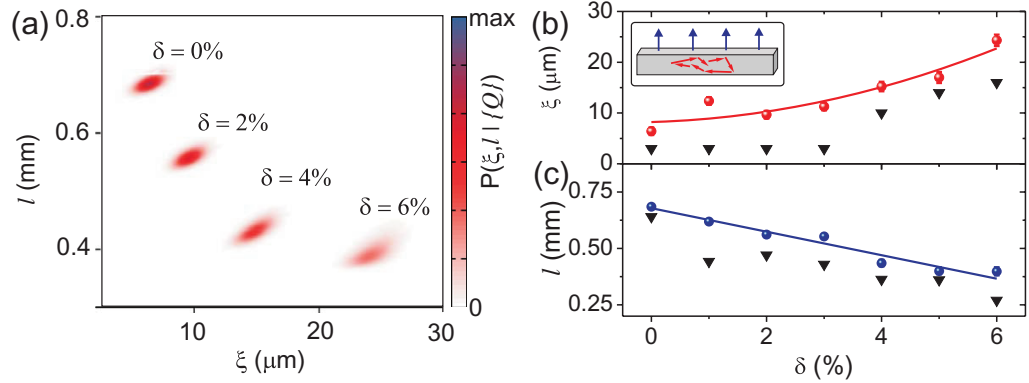 (a)
0.8
0.6
0.4
l (mm)
δ = 0%
δ = 2%
δ = 4%
δ = 6%
10
20
30
ξ (μm)
max
0
P(ξ,l | {Q})
(b)
30
20
10
0
ξ (μm)
(c)
0.75
0.50
0.25
l (mm)
0
2
4
6
δ (%)